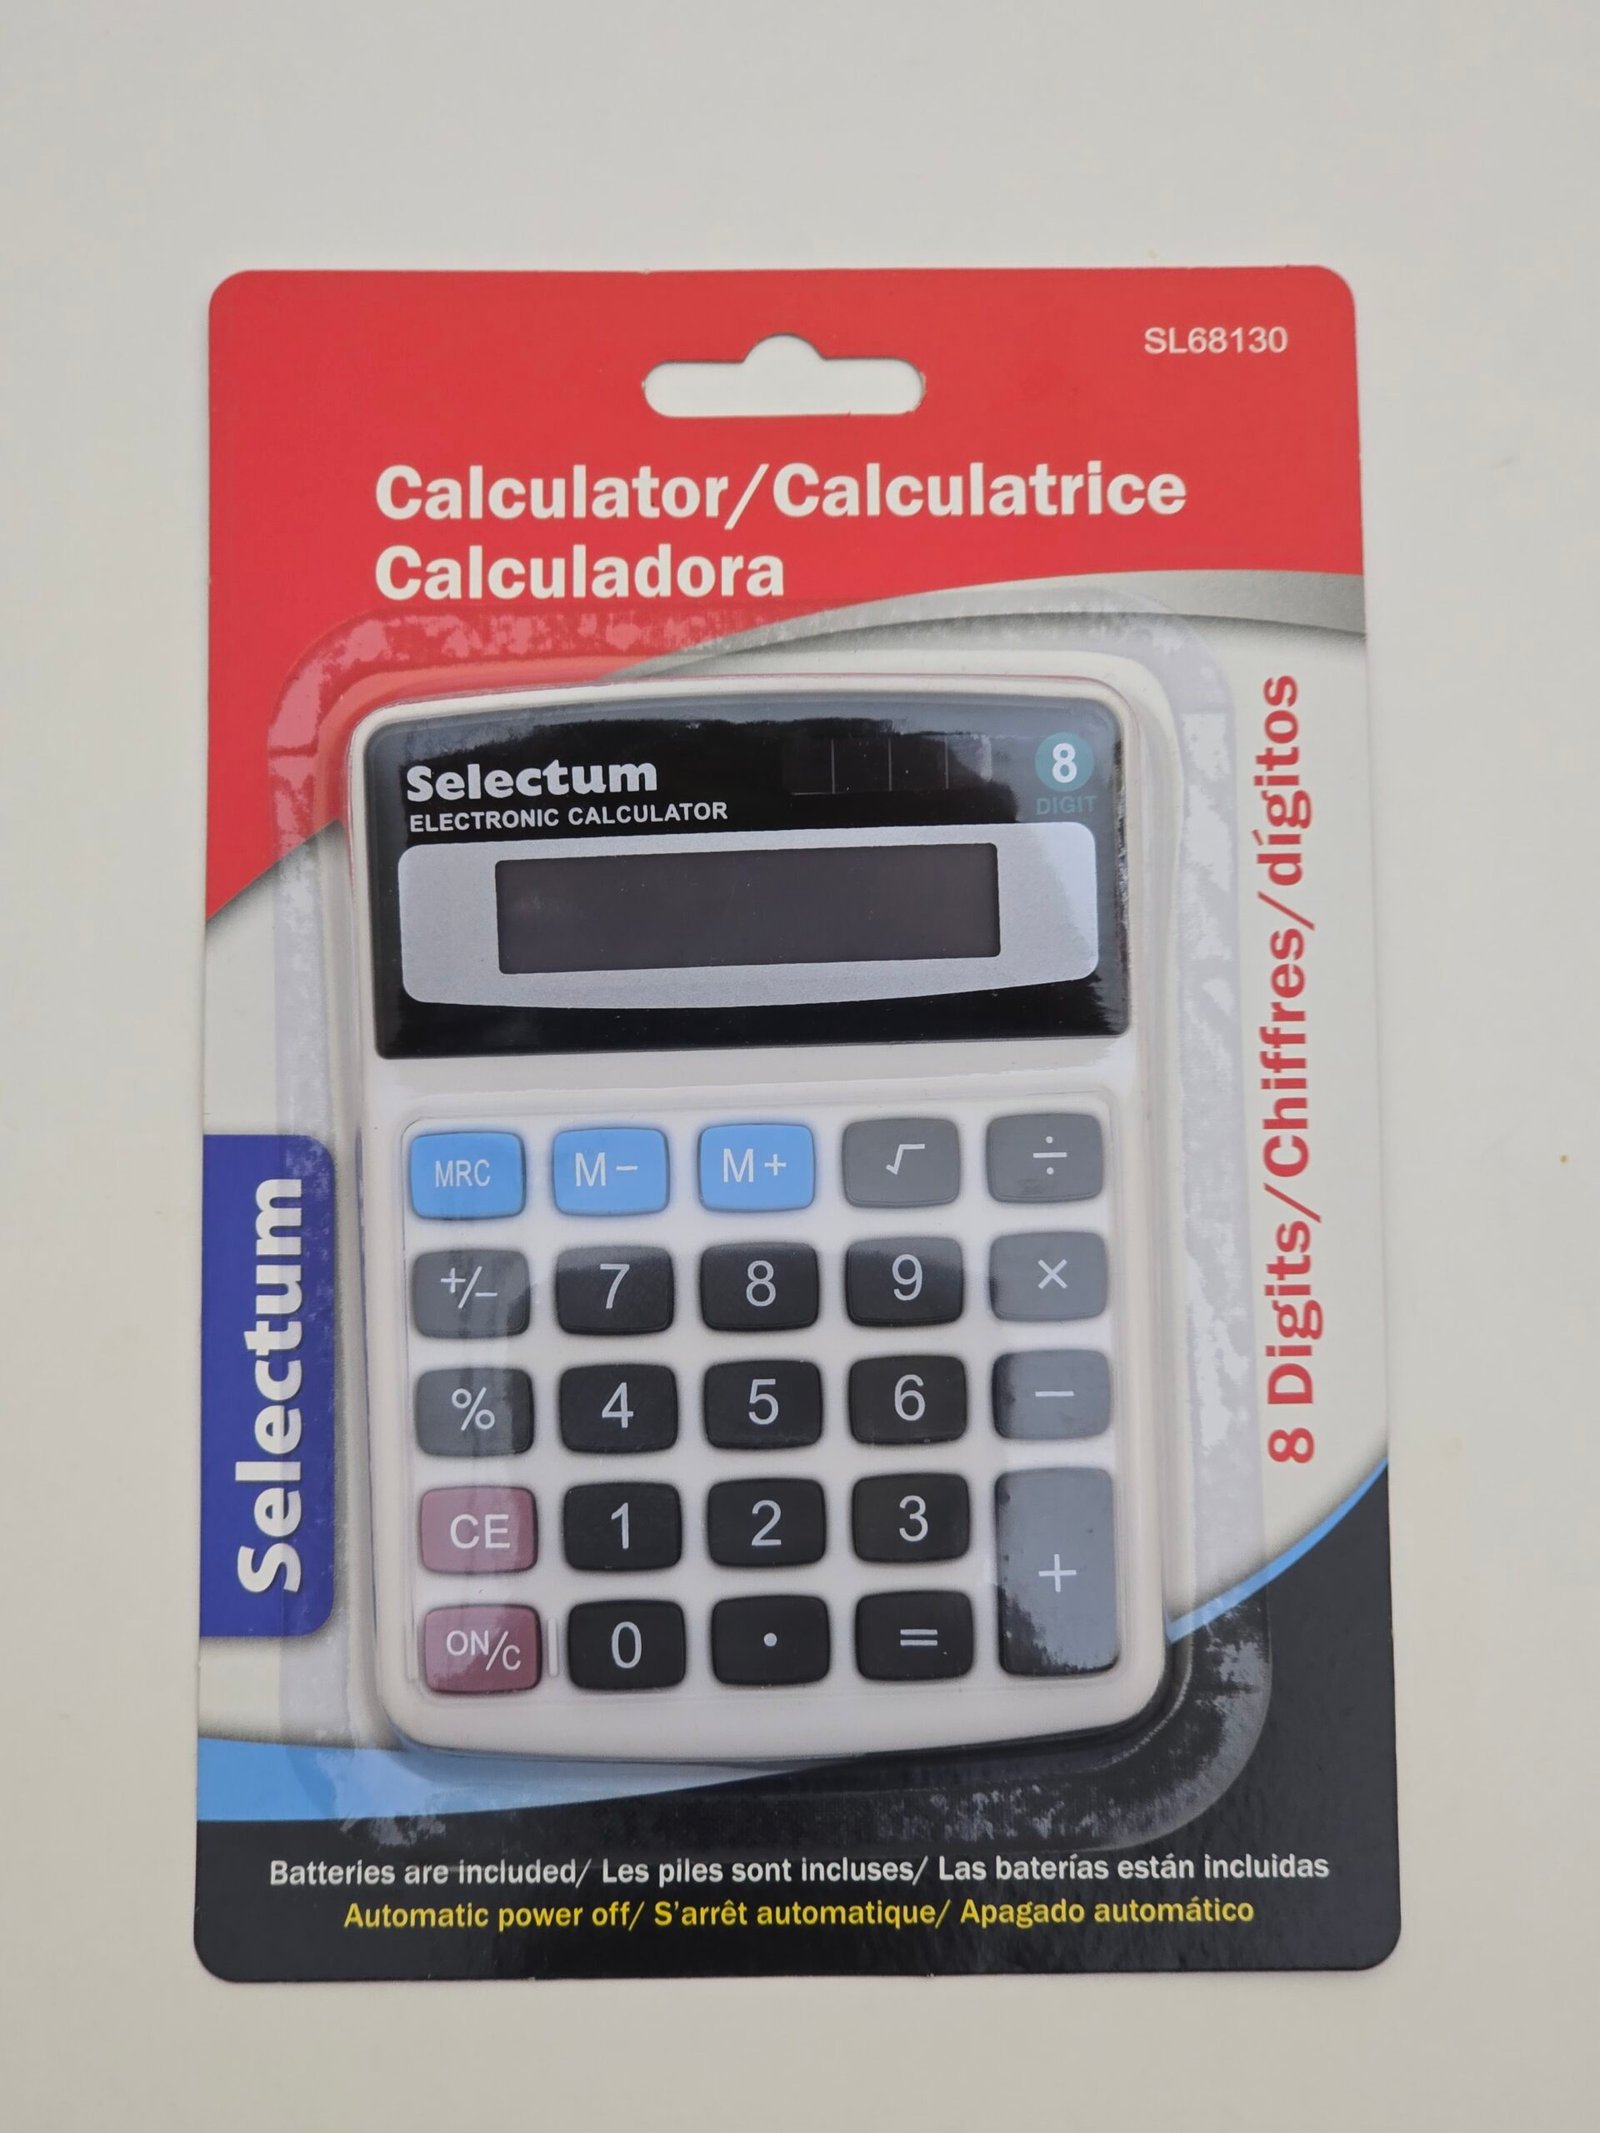 SL68130
Calculator/Calculatrice
Calculadora
Selectum
ELECTRONIC CALCULATOR
8
DIGIT
MRC M− M+ √ ÷
+/− 7 8 9 ×
% 4 5 6 −
CE 1 2 3
+
ON/C 0 . =
Selectum
8 Digits/Chiffres/dígitos
Batteries are included/ Les piles sont incluses/ Las baterías están incluidas
Automatic power off/ S'arrêt automatique/ Apagado automático